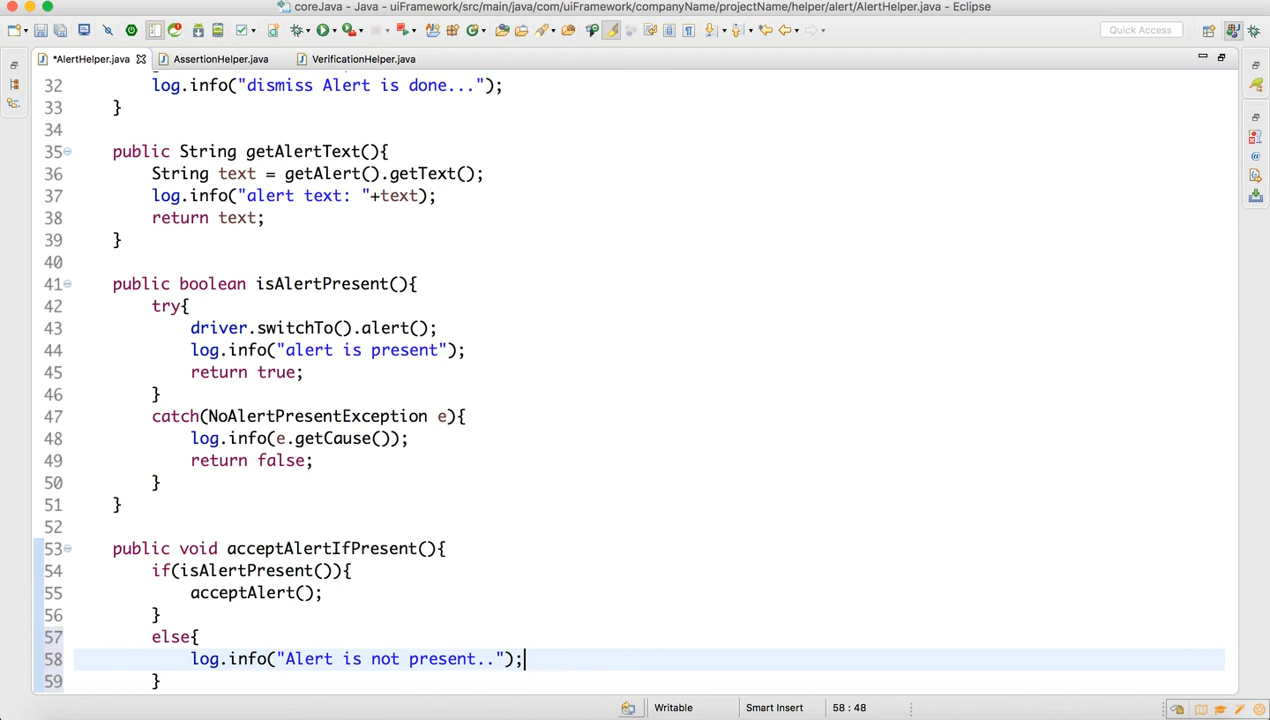 coreJava - Java - uiFramework/src/main/java/com/uiFramework/companyName/projectName/helper/alert/AlertHelper.java - Eclipse
Quick Access
*AlertHelper.java
AssertionHelper.java
VerificationHelper.java
32 log.info("dismiss Alert is done...");
33 }
34
35 public String getAlertText(){
36 String text = getAlert().getText();
37 log.info("alert text: "+text);
38 return text;
39 }
40
41 public boolean isAlertPresent(){
42 try{
43 driver.switchTo().alert();
44 log.info("alert is present");
45 return true;
46 }
47 catch(NoAlertPresentException e){
48 log.info(e.getCause());
49 return false;
50 }
51 }
52
53 public void acceptAlertIfPresent(){
54 if(isAlertPresent()){
55 acceptAlert();
56 }
57 else{
58 log.info("Alert is not present..");
59 }
Writable
Smart Insert
58 : 48